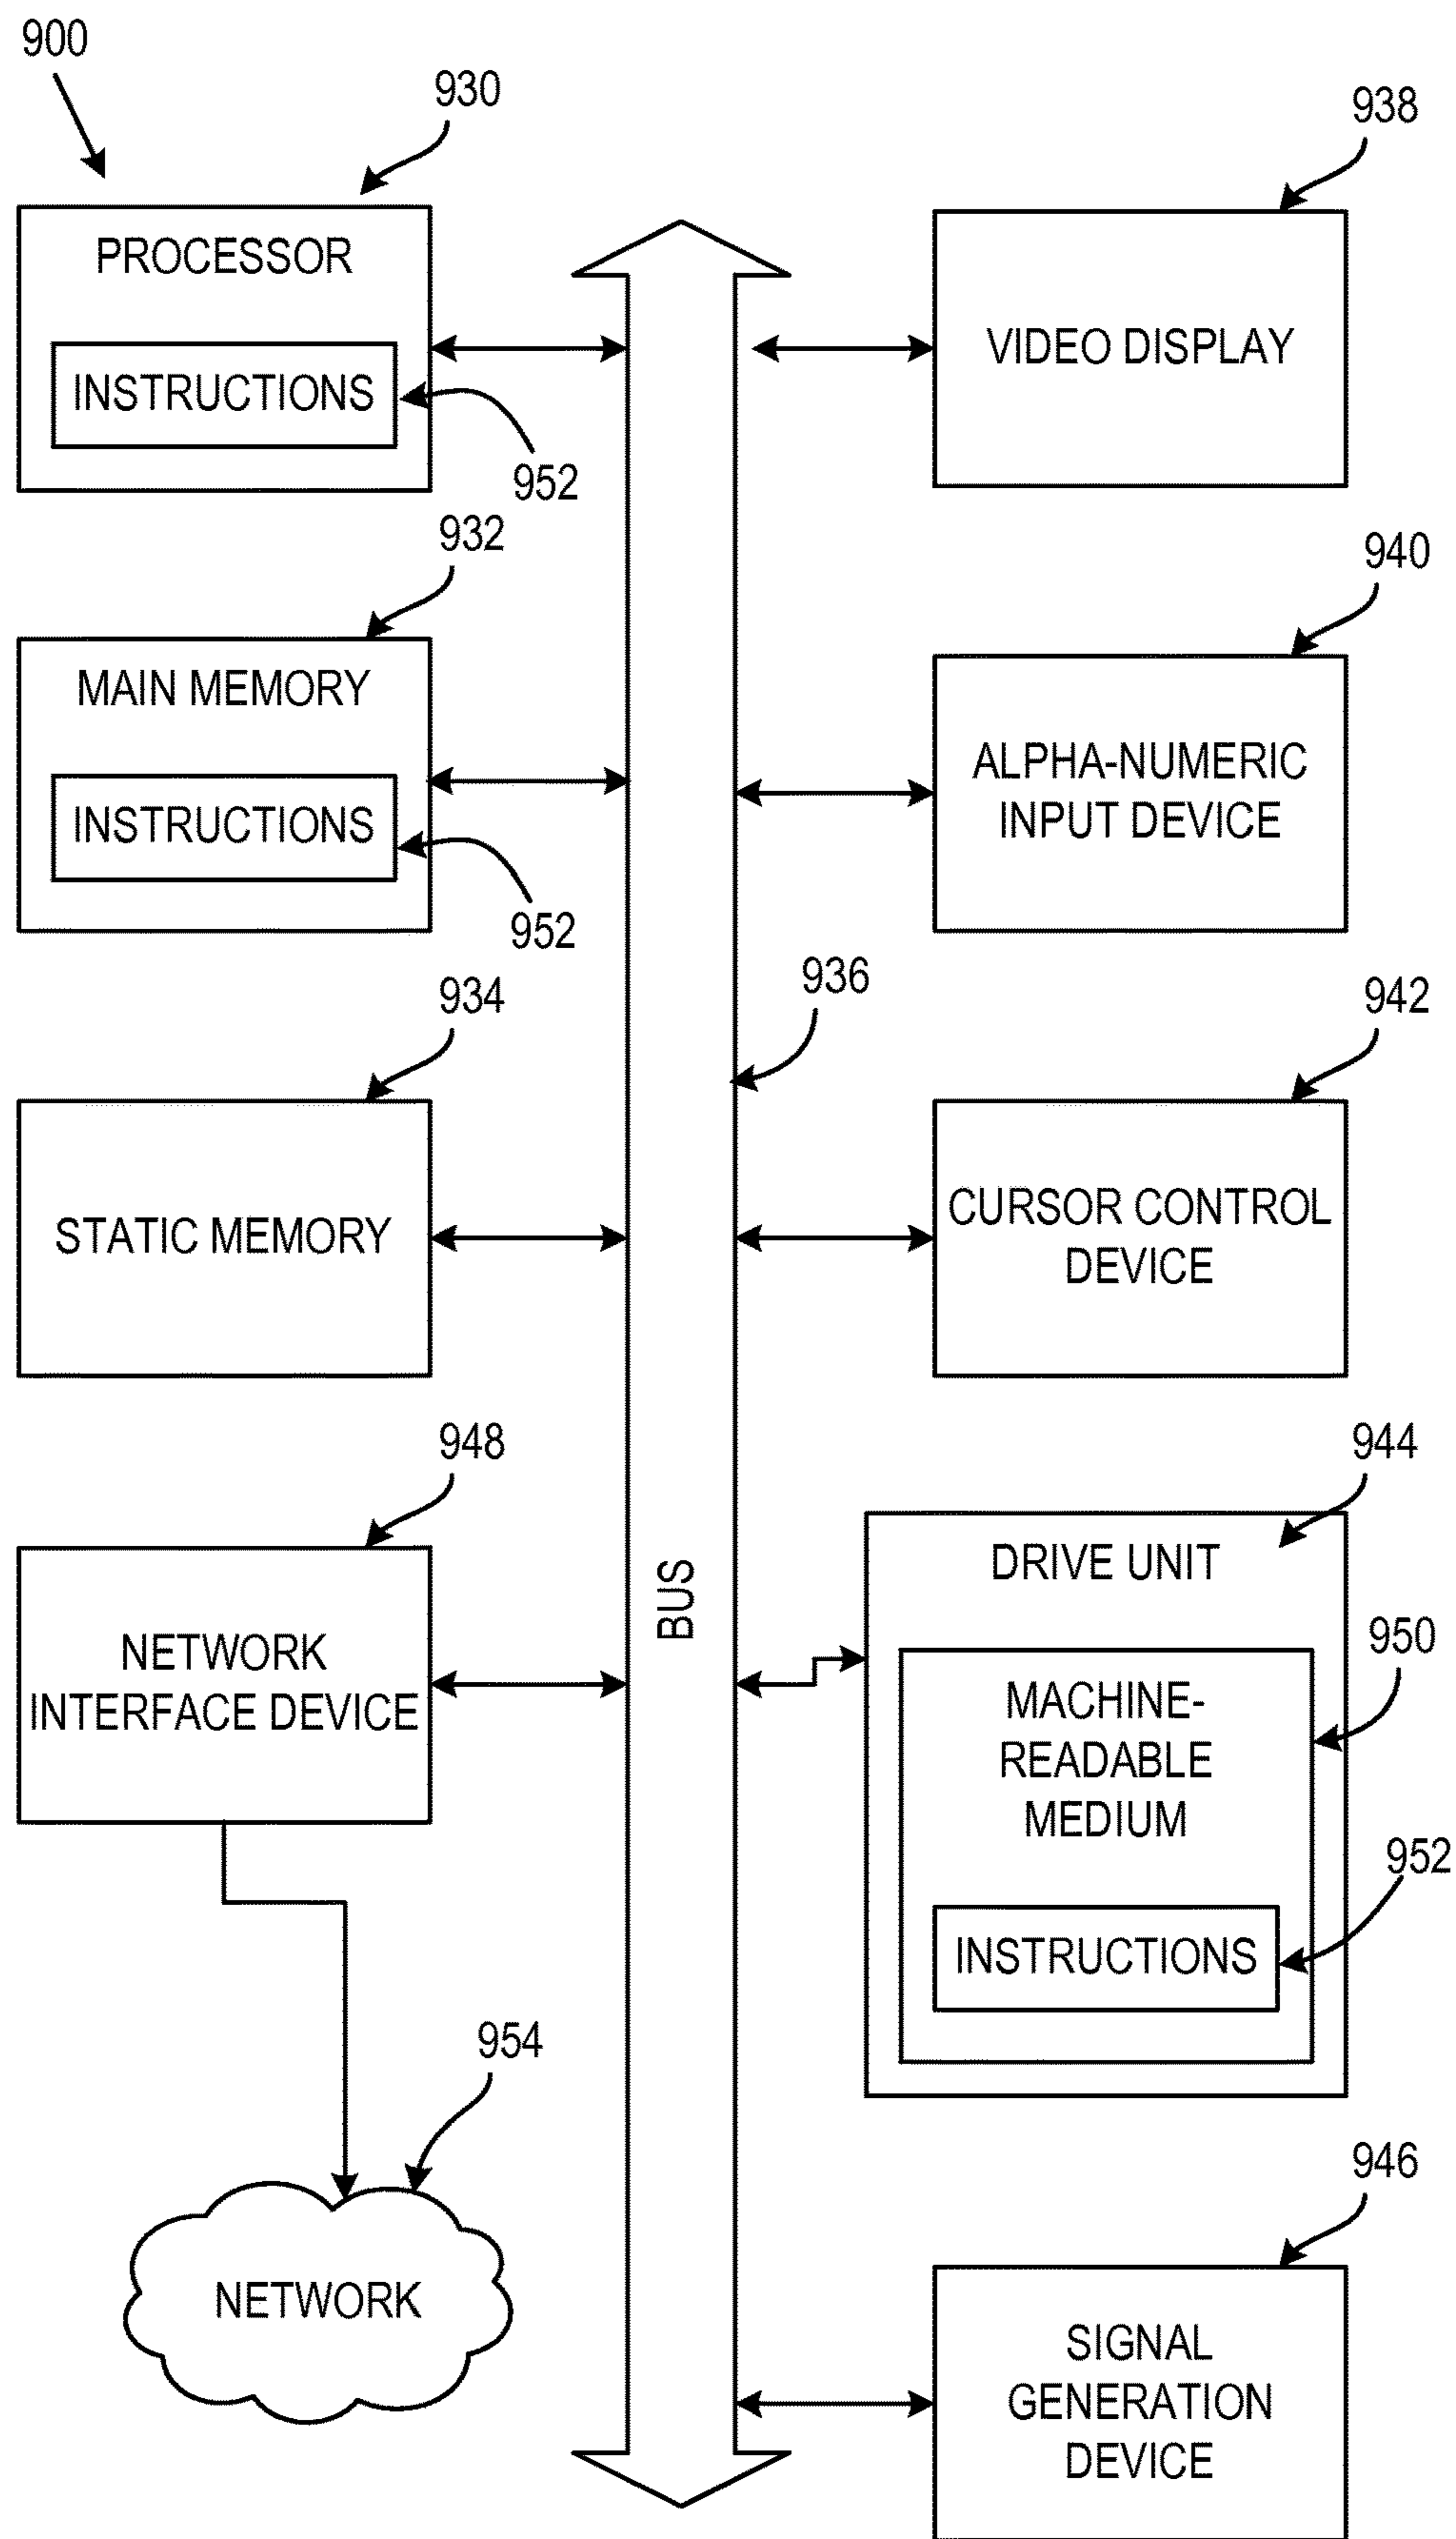 900
930
PROCESSOR
INSTRUCTIONS
952
932
MAIN MEMORY
INSTRUCTIONS
952
934
STATIC MEMORY
948
NETWORK
INTERFACE DEVICE
954
NETWORK
BUS
936
938
VIDEO DISPLAY
940
ALPHA-NUMERIC
INPUT DEVICE
942
CURSOR CONTROL
DEVICE
944
DRIVE UNIT
950
MACHINE-
READABLE
MEDIUM
952
INSTRUCTIONS
946
SIGNAL
GENERATION
DEVICE